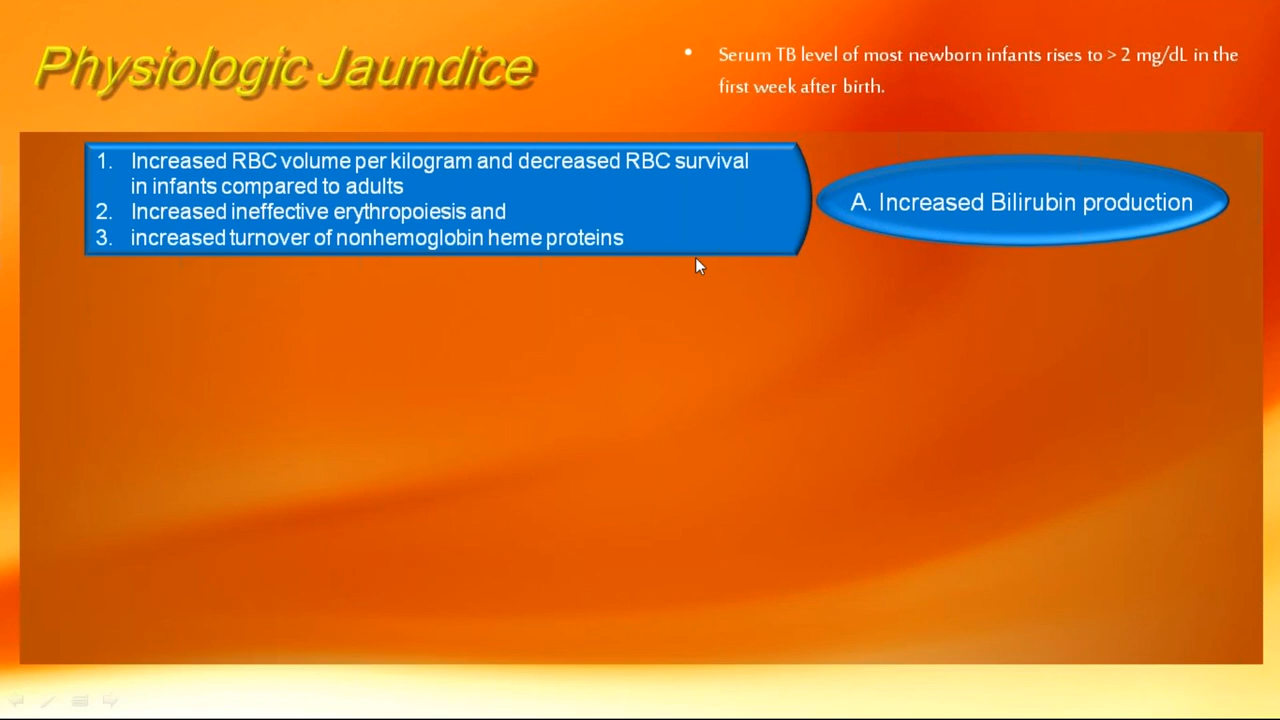 Physiologic Jaundice
• Serum TB level of most newborn infants rises to > 2 mg/dL in the
first week after birth.
1. Increased RBC volume per kilogram and decreased RBC survival
in infants compared to adults
2. Increased ineffective erythropoiesis and
3. increased turnover of nonhemoglobin heme proteins
A. Increased Bilirubin production